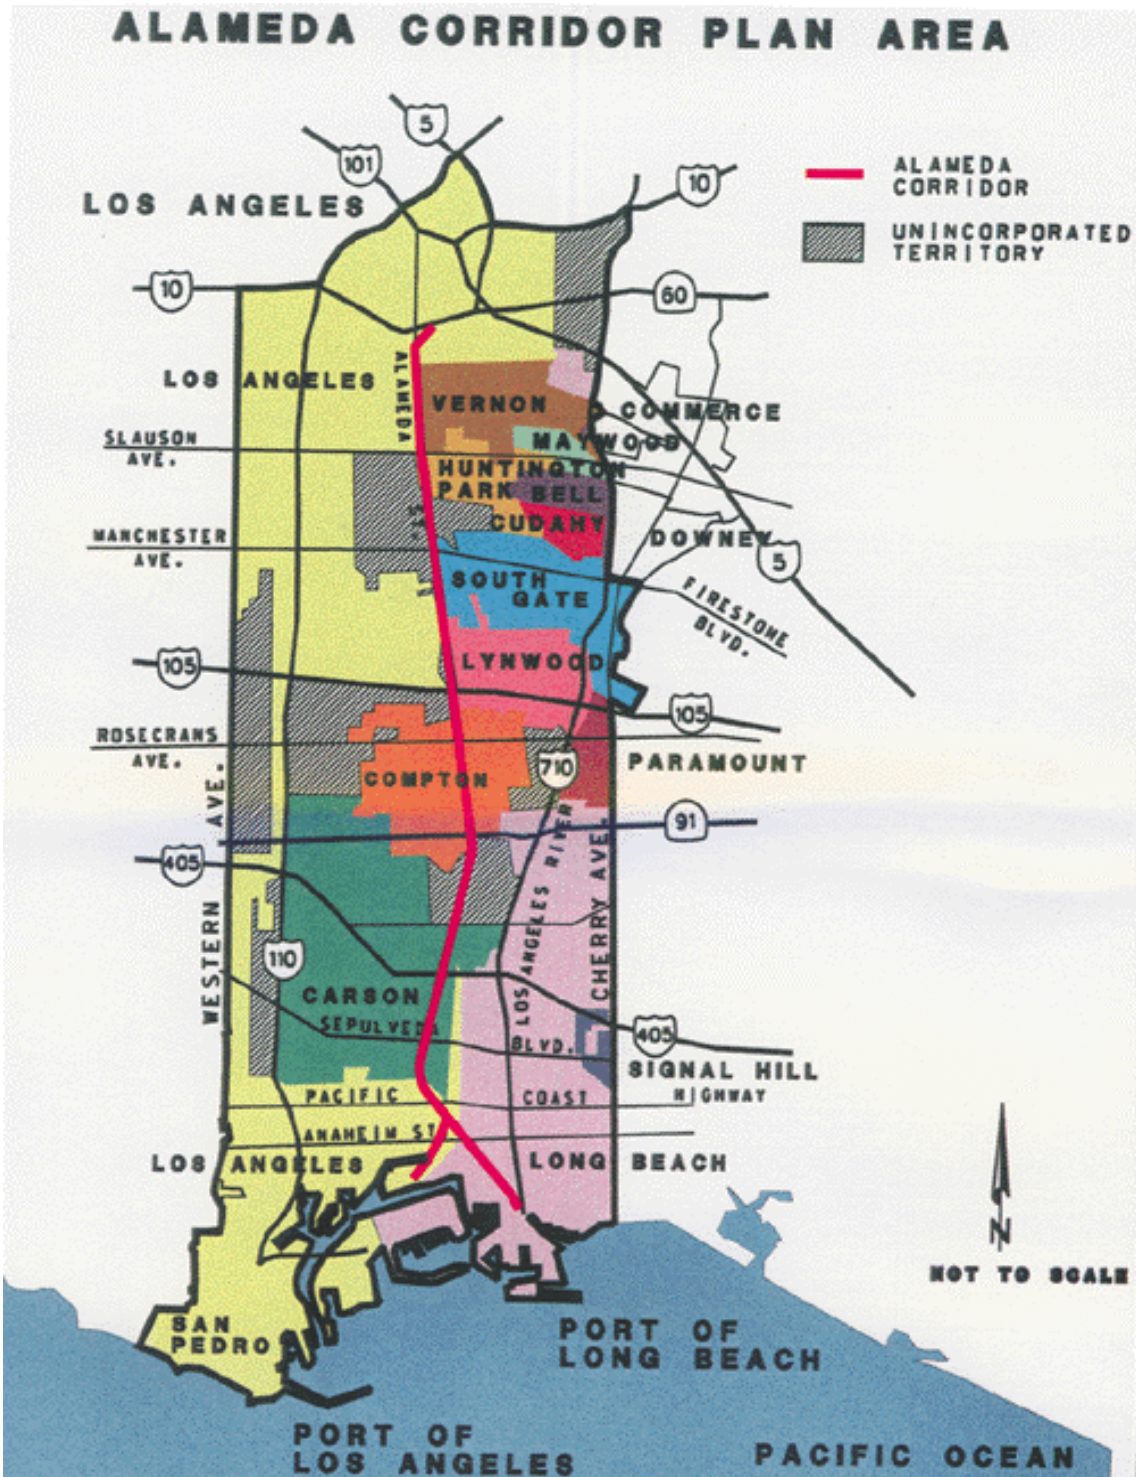 ALAMEDA CORRIDOR PLAN AREA
5
101
10
ALAMEDA
CORRIDOR
LOS ANGELES
UNINCORPORATED
TERRITORY
10
60
ALAMEDA
ST.
LOS ANGELES
VERNON
COMMERCE
SLAUSON
AVE.
MAYWOOD
HUNTINGTON
PARK
BELL
CUDAHY
MANCHESTER
AVE.
DOWNEY
5
SOUTH
GATE
FIRESTONE
BLVD.
105
LYNWOOD
105
ROSECRANS
AVE.
PARAMOUNT
710
COMPTON
91
405
WESTERN AVE.
LOS ANGELES RIVER
CHERRY AVE.
110
CARSON
SEPULVEDA
BLVD.
405
SIGNAL HILL
PACIFIC COAST HIGHWAY
ANAHEIM ST
LOS ANGELES
LONG BEACH
N
NOT TO SCALE
SAN
PEDRO
PORT OF
LONG BEACH
PORT OF
LOS ANGELES
PACIFIC OCEAN